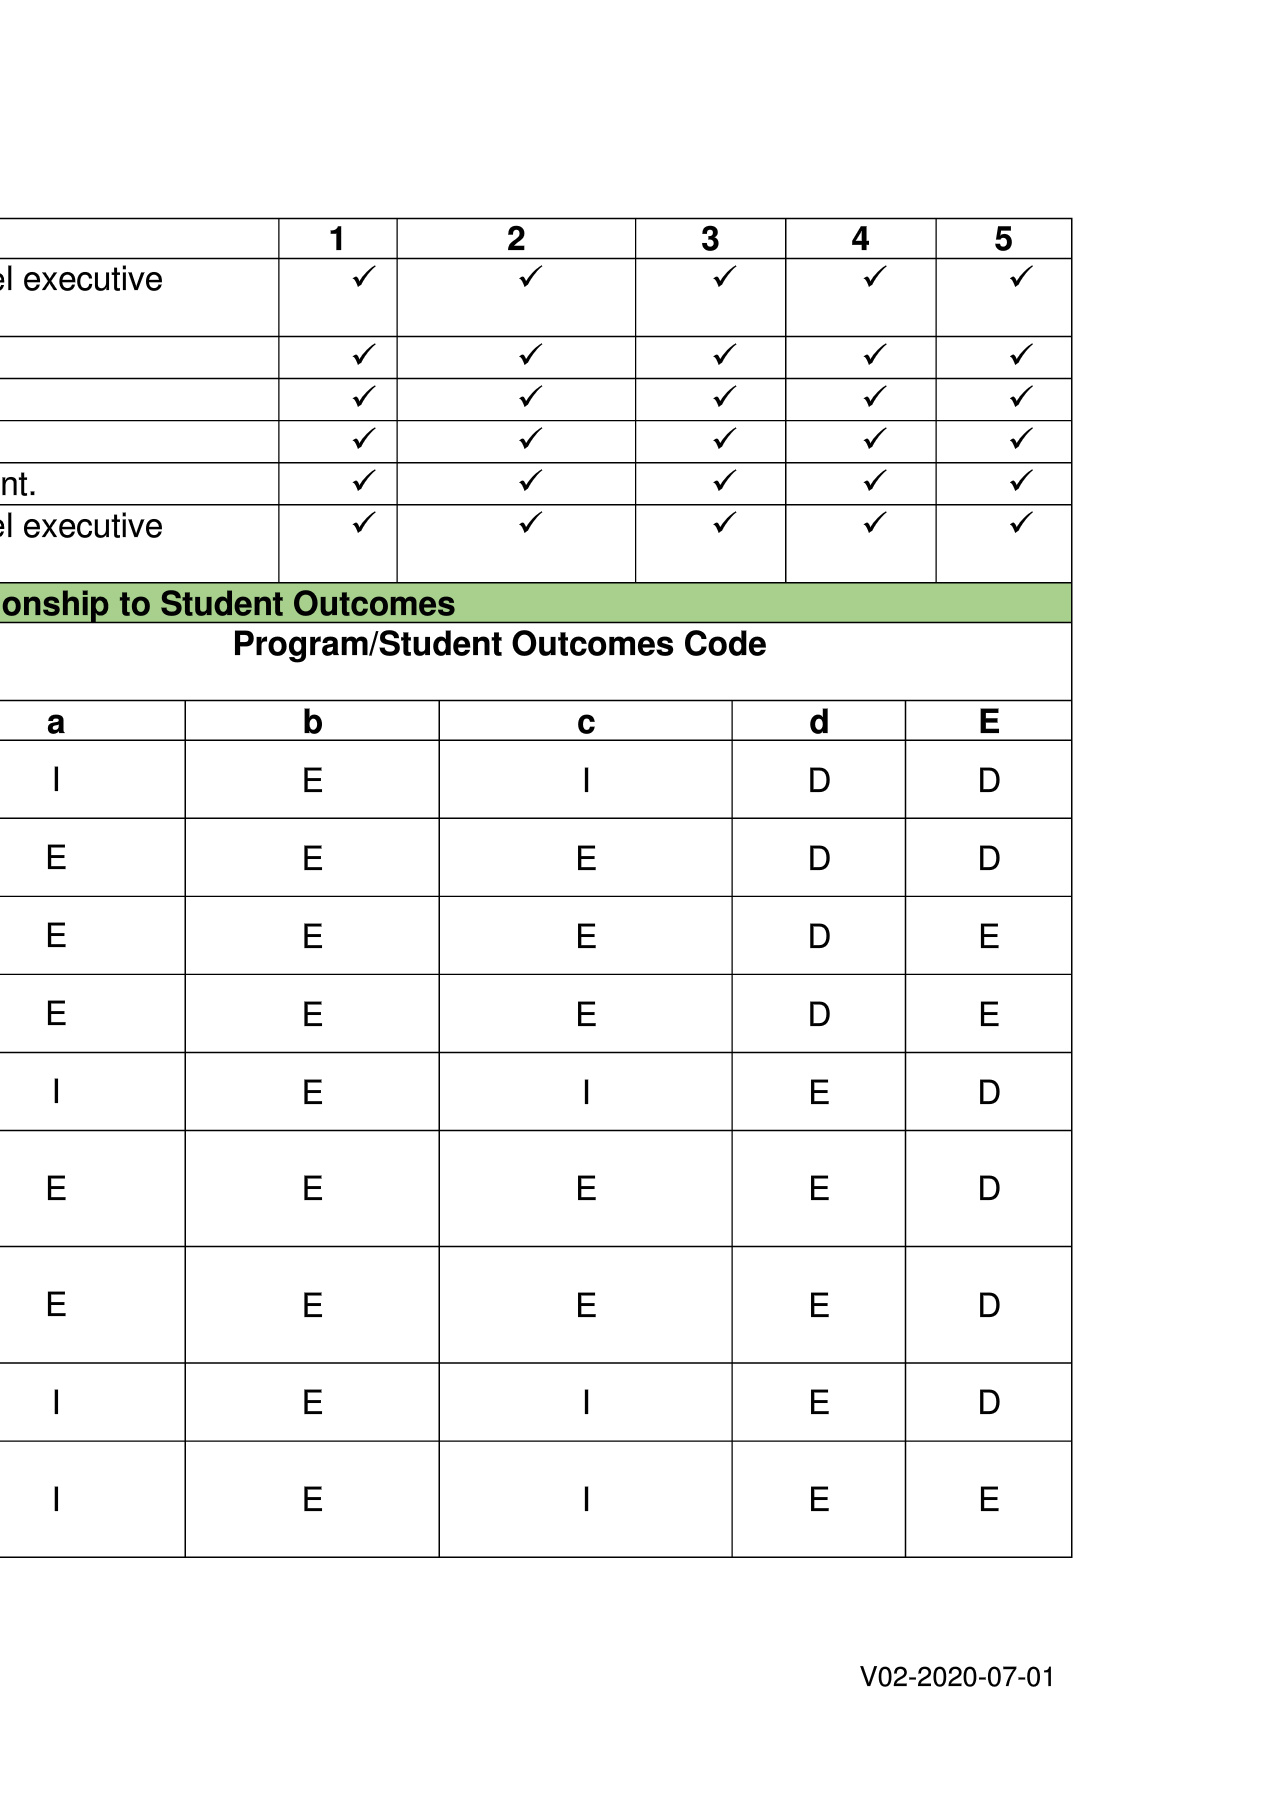 1 2 3 4 5
el executive ✓ ✓ ✓ ✓ ✓
✓ ✓ ✓ ✓ ✓
✓ ✓ ✓ ✓ ✓
✓ ✓ ✓ ✓ ✓
nt. ✓ ✓ ✓ ✓ ✓
el executive ✓ ✓ ✓ ✓ ✓
onship to Student Outcomes
Program/Student Outcomes Code
a b c d E
I E I D D
E E E D D
E E E D E
E E E D E
I E I E D
E E E E D
E E E E D
I E I E D
I E I E E
V02-2020-07-01